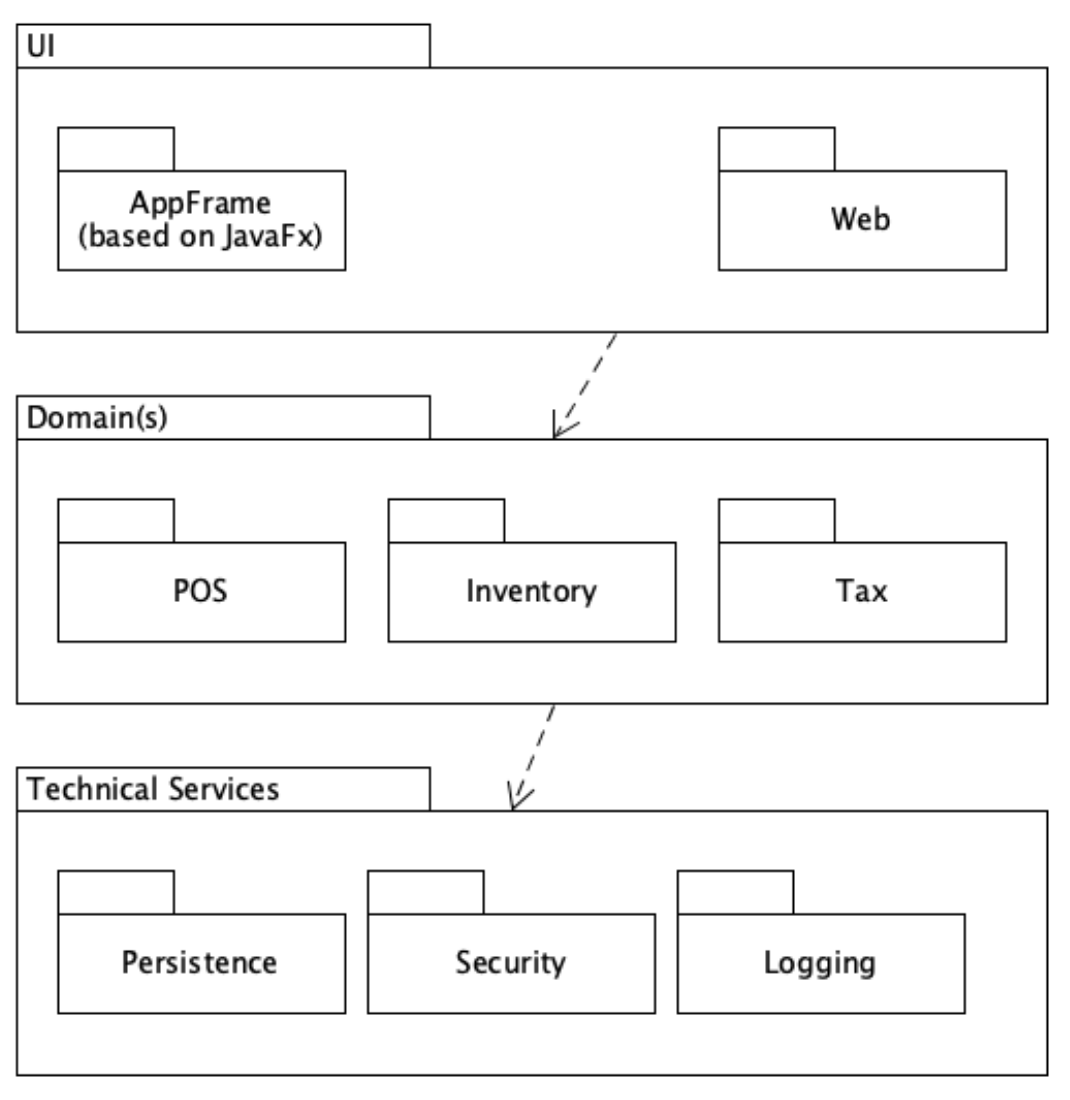 UI
AppFrame
(based on JavaFx)
Web
Domain(s)
POS
Inventory
Tax
Technical Services
Persistence
Security
Logging